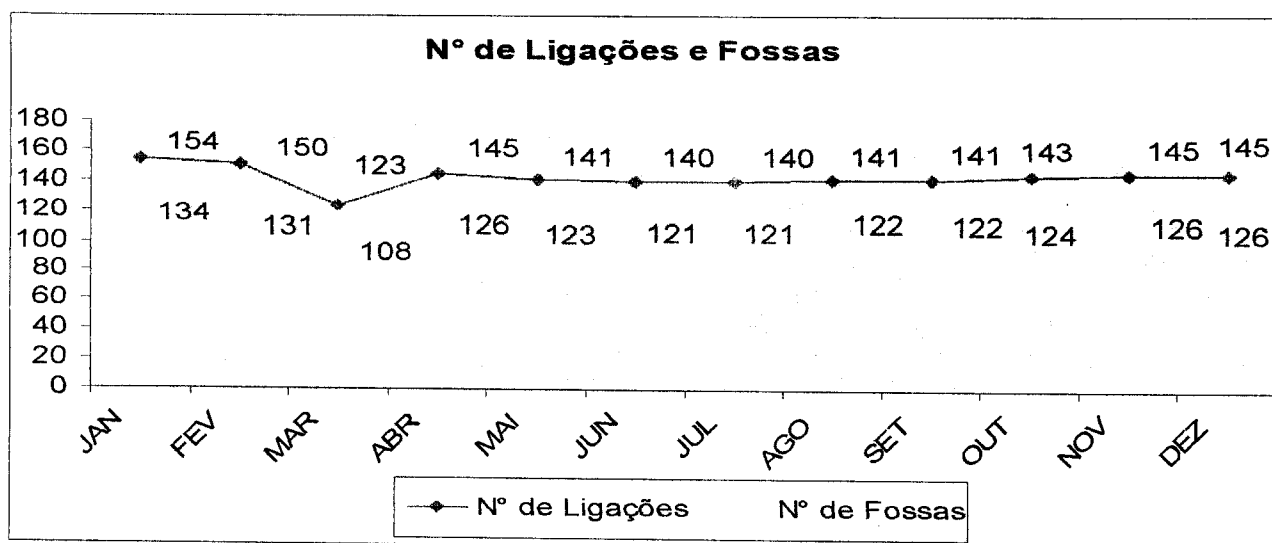 Nº de Ligações e Fossas
180
160
140
120
100
80
60
40
20
0
154 150 123 145 141 140 140 141 141 143 145 145
134 131 108 126 123 121 121 122 122 124 126 126
JAN FEV MAR ABR MAI JUN JUL AGO SET OUT NOV DEZ
Nº de Ligações Nº de Fossas